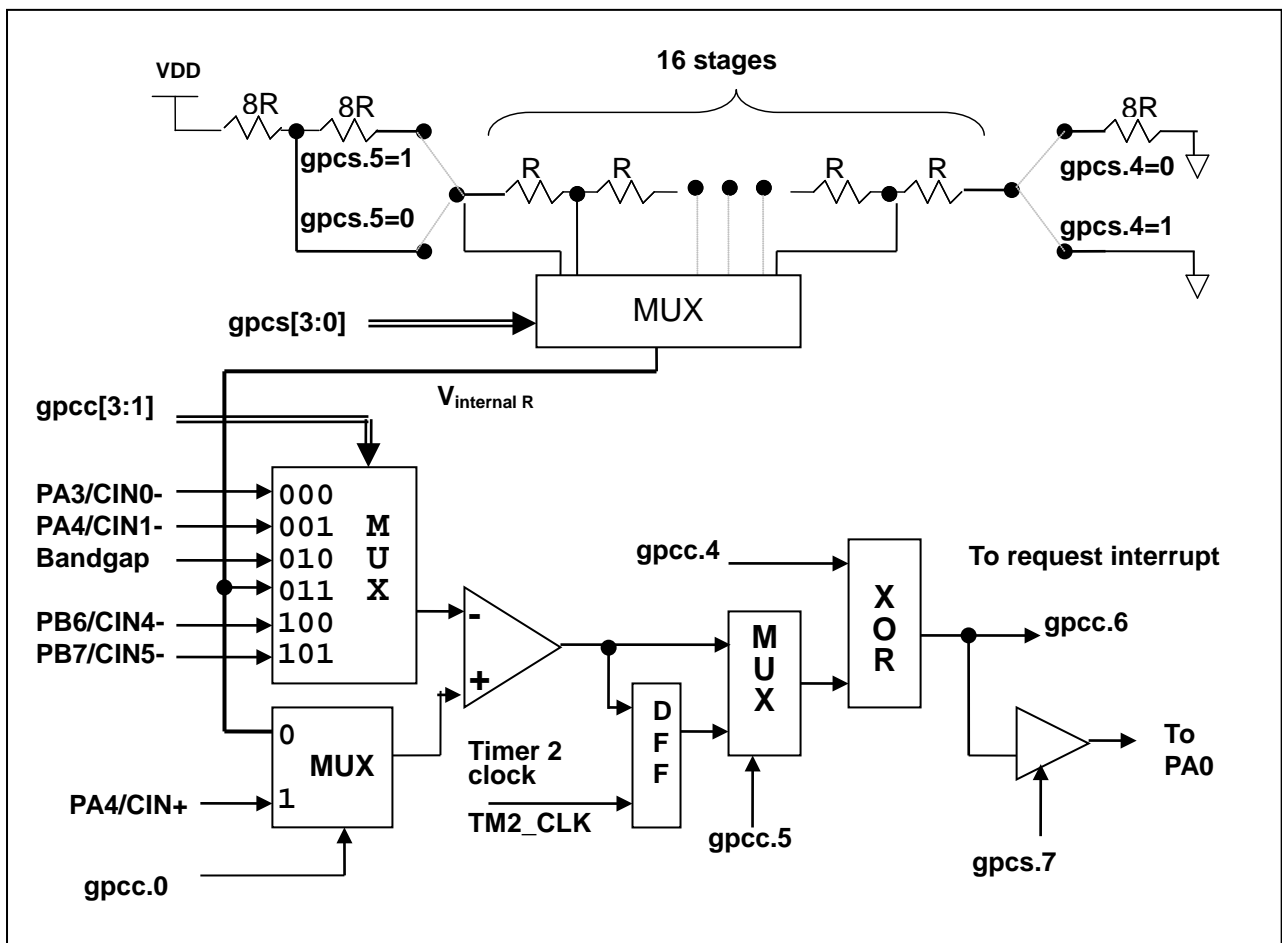 16 stages
VDD
8R
8R
8R
gpcs.5=1
R
R
R
R
gpcs.4=0
gpcs.5=0
gpcs.4=1
MUX
gpcs[3:0]
Vinternal R
gpcc[3:1]
PA3/CIN0-
000
PA4/CIN1-
001
Bandgap
010
011
PB6/CIN4-
100
PB7/CIN5-
101
M
U
X
-
+
0
MUX
1
PA4/CIN+
gpcc.0
Timer 2
clock
TM2_CLK
D
F
F
M
U
X
gpcc.5
gpcc.4
X
O
R
To request interrupt
gpcc.6
To
PA0
gpcs.7